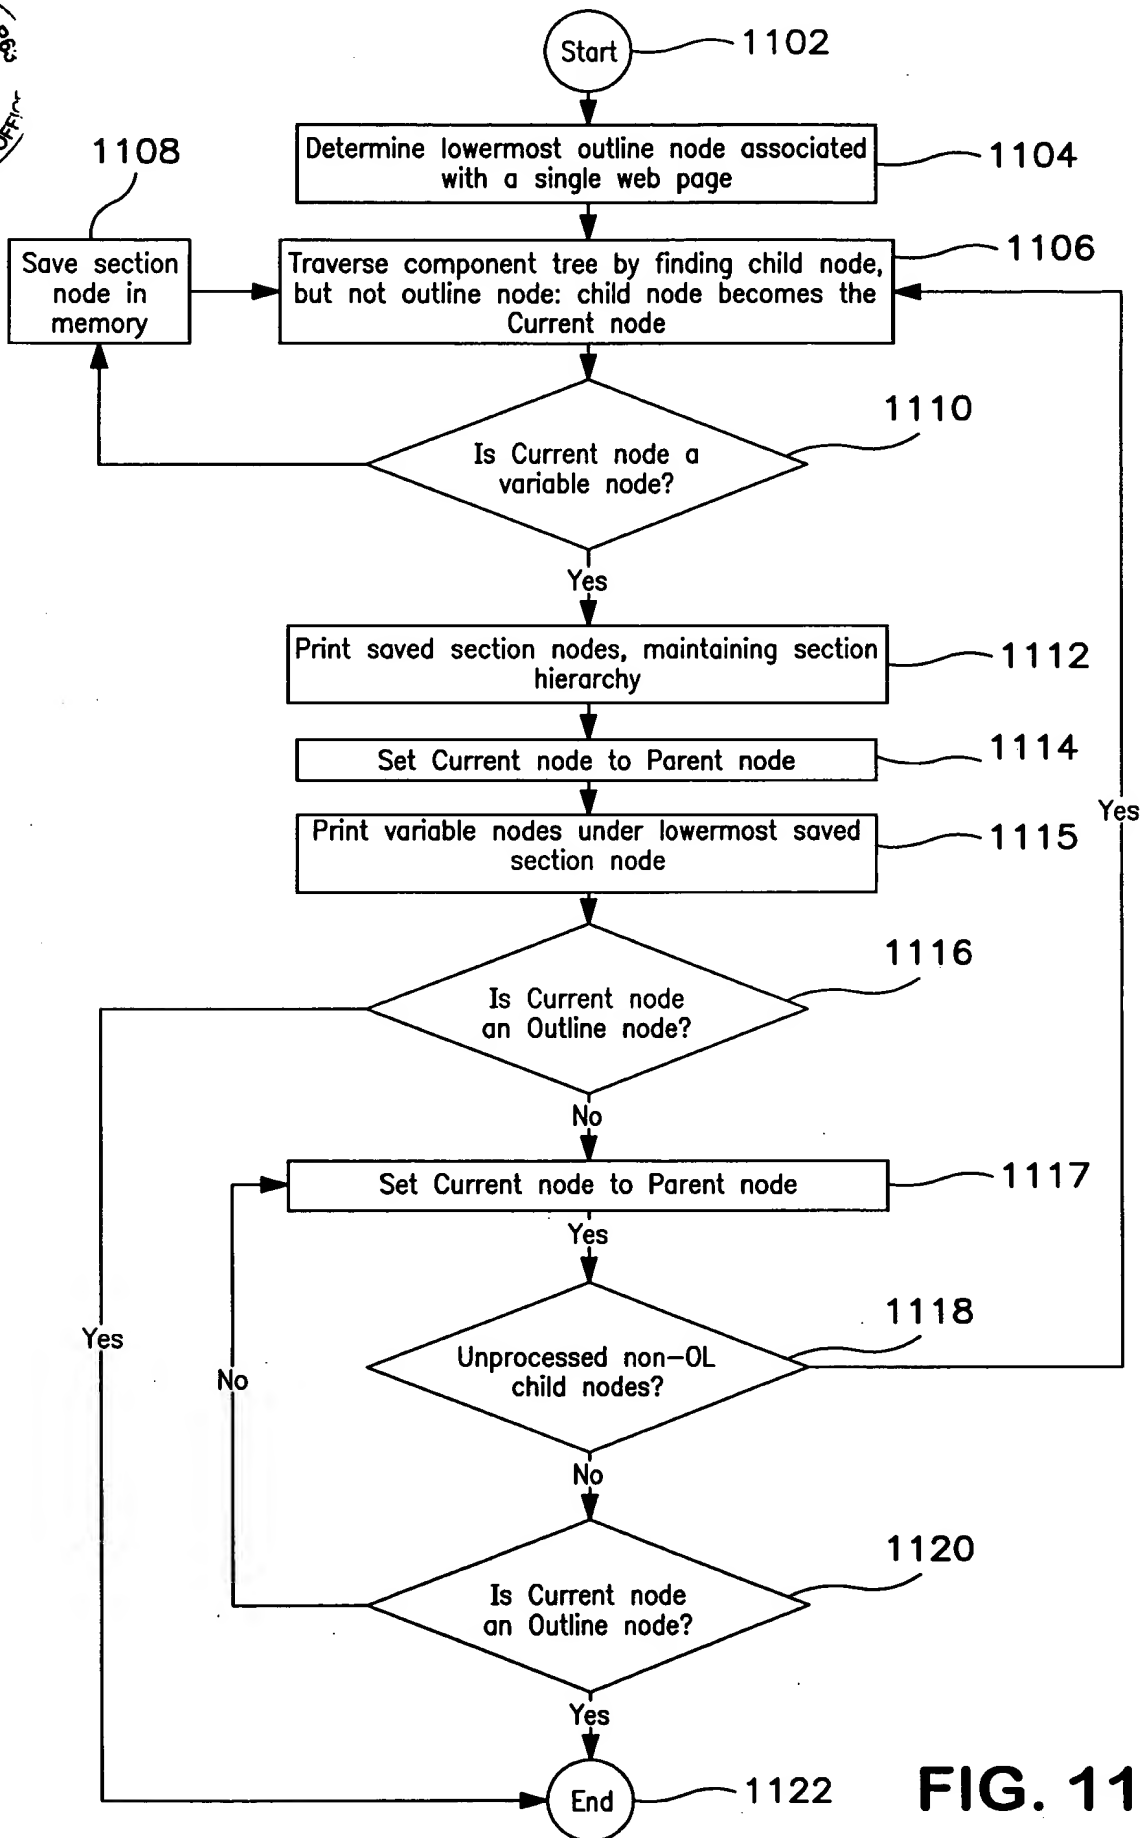 Start
1102
Determine lowermost outline node associated
with a single web page
1104
1108
Save section
node in
memory
Traverse component tree by finding child node,
but not outline node: child node becomes the
Current node
1106
1110
Is Current node a
variable node?
Yes
Print saved section nodes, maintaining section
hierarchy
1112
Set Current node to Parent node
1114
Yes
Print variable nodes under lowermost saved
section node
1115
1116
Is Current node
an Outline node?
No
Set Current node to Parent node
1117
Yes
1118
Yes
Unprocessed non-OL
child nodes?
No
No
1120
Is Current node
an Outline node?
Yes
End
1122
FIG. 11